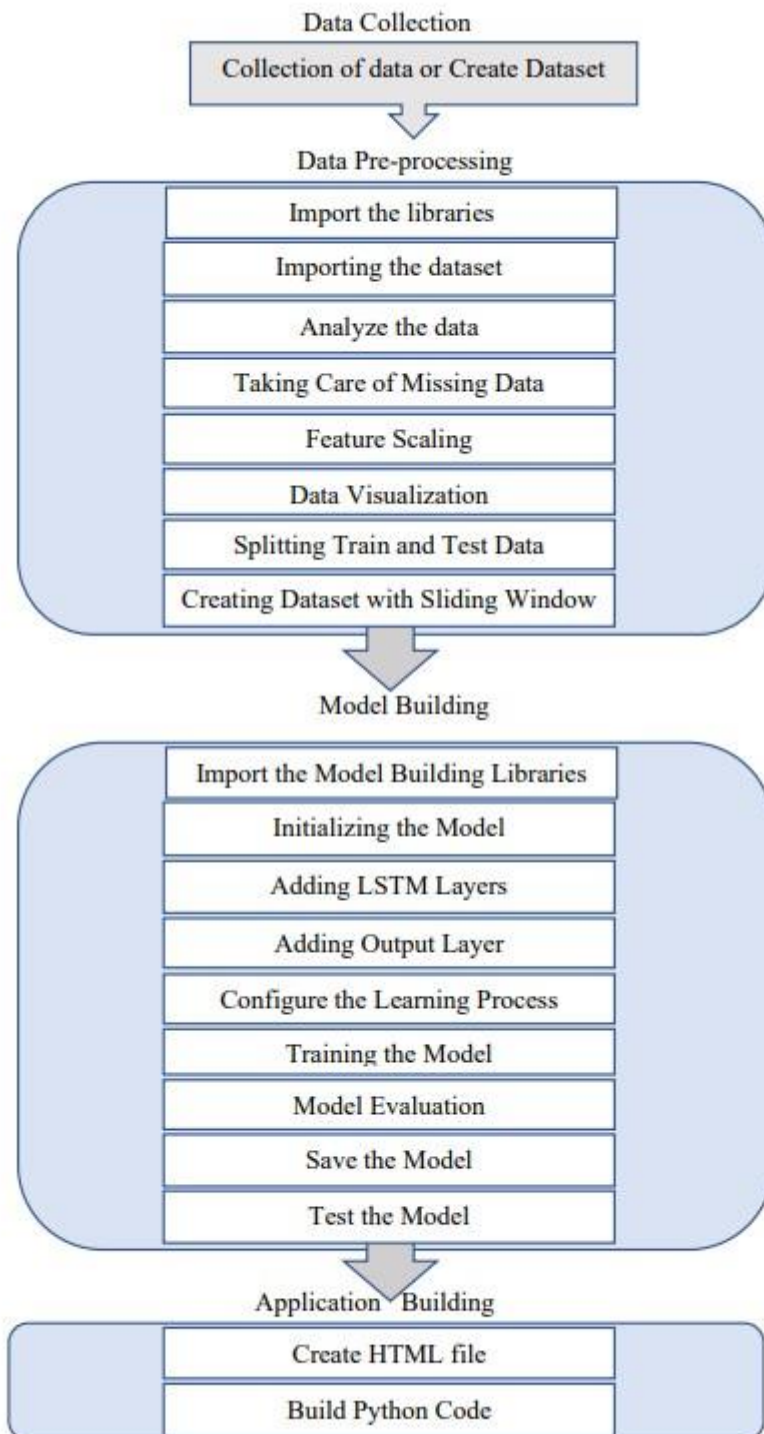 Data Collection
Collection of data or Create Dataset
Data Pre-processing
Import the libraries
Importing the dataset
Analyze the data
Taking Care of Missing Data
Feature Scaling
Data Visualization
Splitting Train and Test Data
Creating Dataset with Sliding Window
Model Building
Import the Model Building Libraries
Initializing the Model
Adding LSTM Layers
Adding Output Layer
Configure the Learning Process
Training the Model
Model Evaluation
Save the Model
Test the Model
Application Building
Create HTML file
Build Python Code